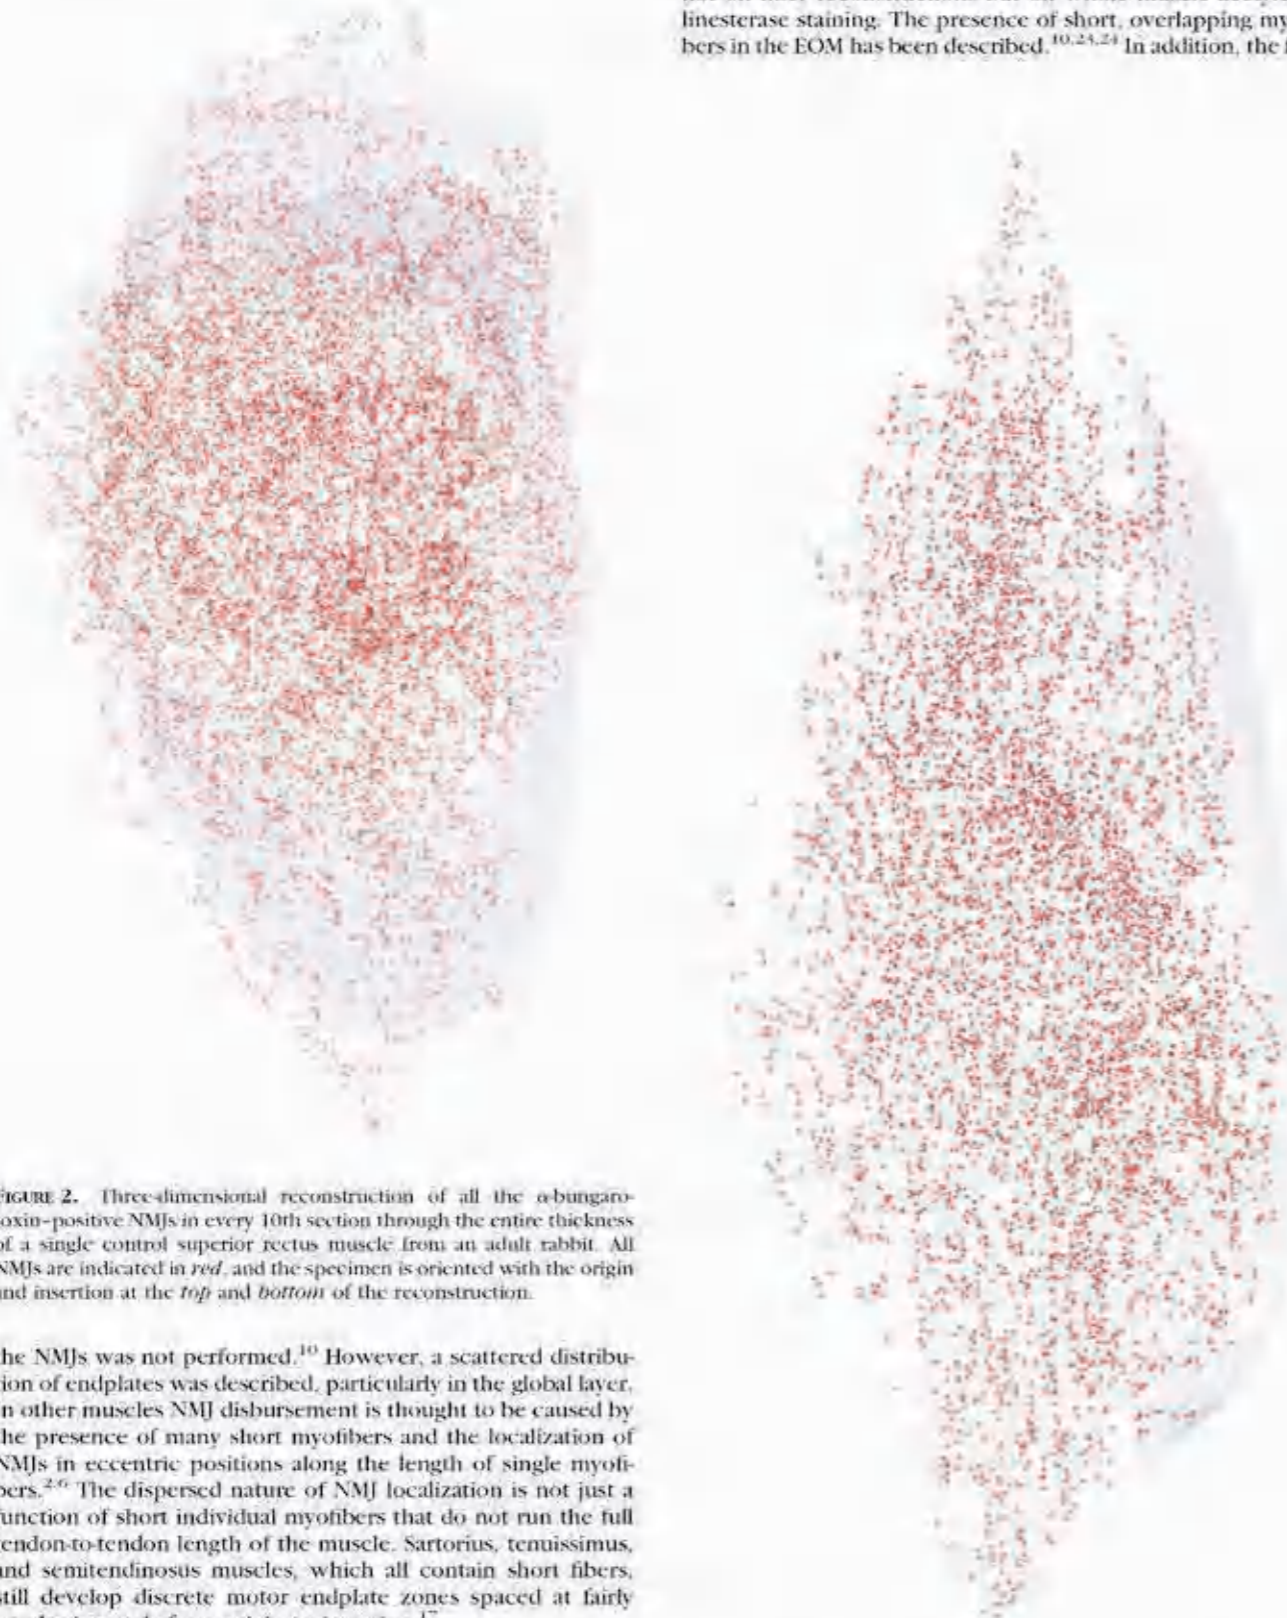 linesterase staining. The presence of short, overlapping my
bers in the EOM has been described.10,23,24 In addition, the
FIGURE 2. Three-dimensional reconstruction of all the α-bungaro-
oxin–positive NMJs in every 10th section through the entire thickness
of a single control superior rectus muscle from an adult rabbit. All
NMJs are indicated in red, and the specimen is oriented with the origin
nd insertion at the top and bottom of the reconstruction.
he NMJs was not performed.10 However, a scattered distribu-
ion of endplates was described, particularly in the global layer.
n other muscles NMJ disbursement is thought to be caused by
he presence of many short myofibers and the localization of
NMJs in eccentric positions along the length of single myofi-
bers.2-6 The dispersed nature of NMJ localization is not just a
function of short individual myofibers that do not run the full
endon-to-tendon length of the muscle. Sartorius, tenuissimus,
nd semitendinosus muscles, which all contain short fibers,
still develop discrete motor endplate zones spaced at fairly